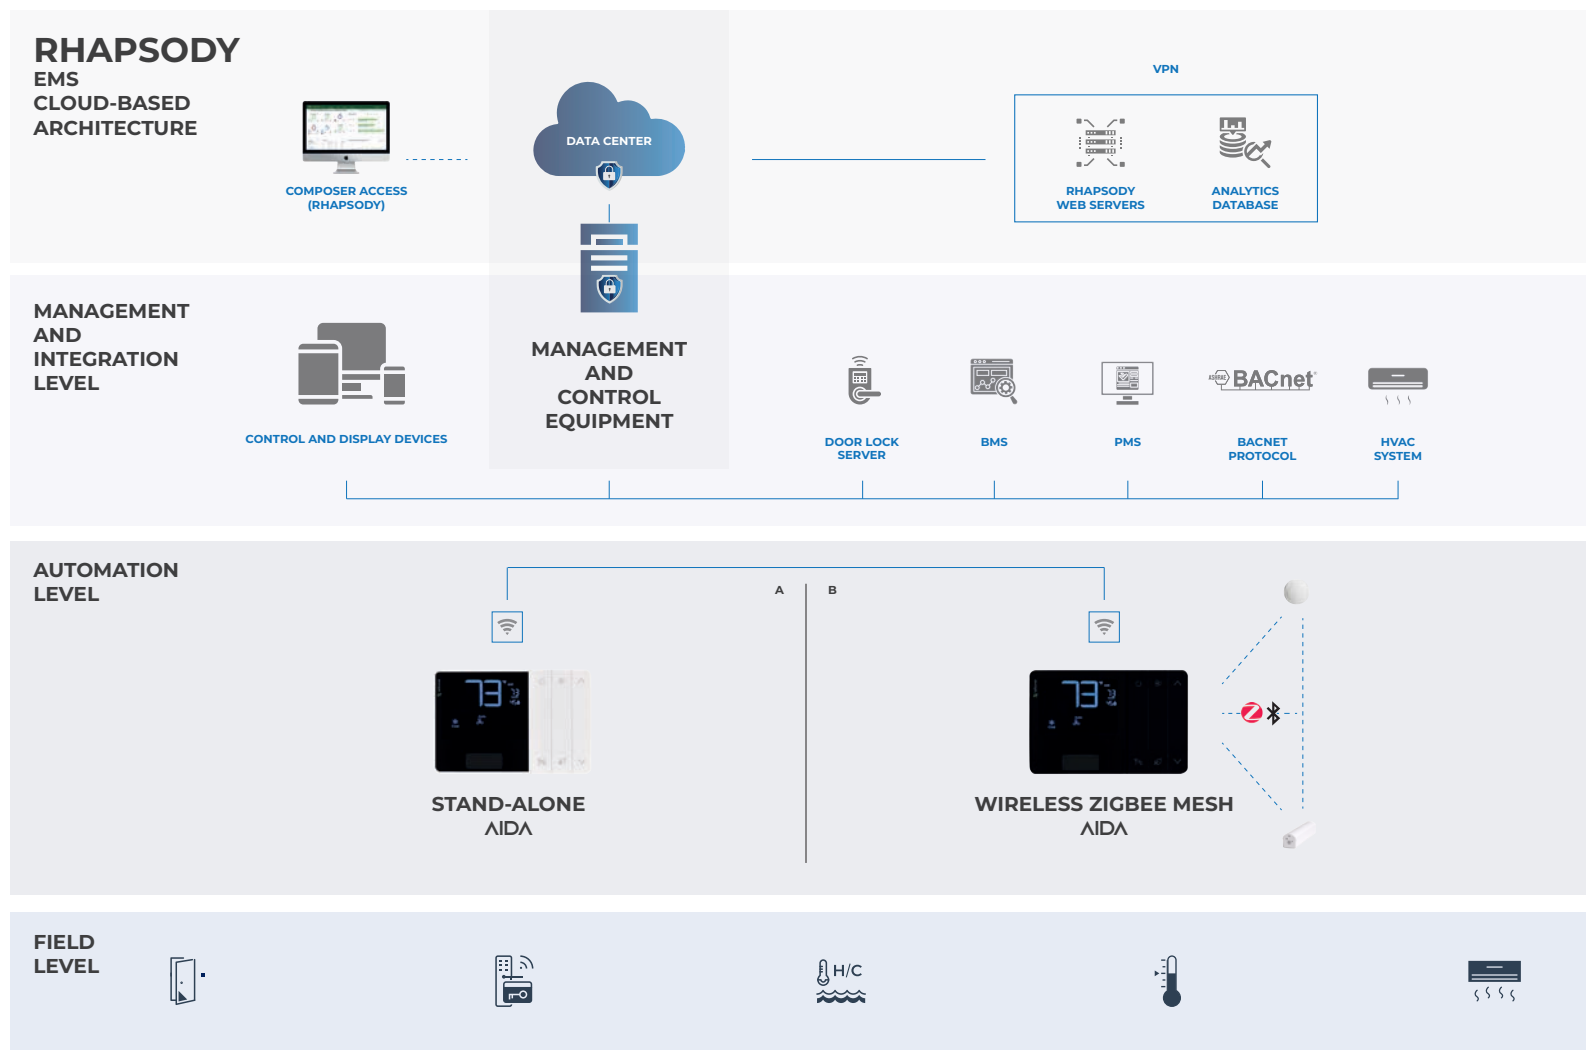 RHAPSODY
EMS
CLOUD-BASED
ARCHITECTURE
COMPOSER ACCESS
(RHAPSODY)
DATA CENTER
VPN
RHAPSODY
WEB SERVERS
ANALYTICS
DATABASE
MANAGEMENT
AND
INTEGRATION
LEVEL
CONTROL AND DISPLAY DEVICES
MANAGEMENT
AND
CONTROL
EQUIPMENT
DOOR LOCK
SERVER
BMS
PMS
ASHRAE BACnet
BACNET
PROTOCOL
HVAC
SYSTEM
AUTOMATION
LEVEL
A
B
73
73
STAND-ALONE
AIDA
WIRELESS ZIGBEE MESH
AIDA
FIELD
LEVEL
H/C